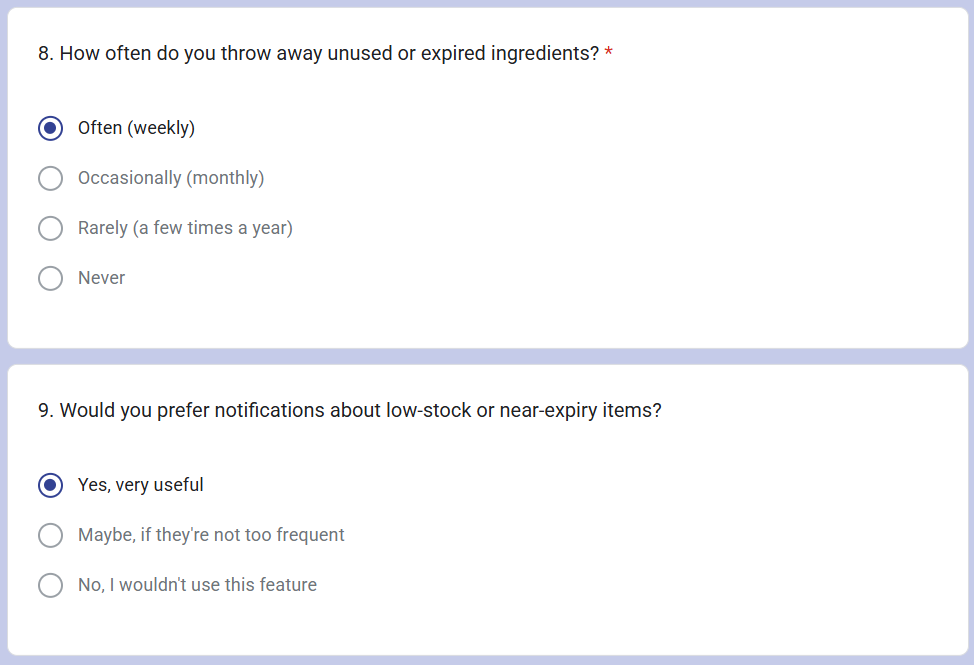 8. How often do you throw away unused or expired ingredients? *
Often (weekly)
Occasionally (monthly)
Rarely (a few times a year)
Never
9. Would you prefer notifications about low-stock or near-expiry items?
Yes, very useful
Maybe, if they're not too frequent
No, I wouldn't use this feature